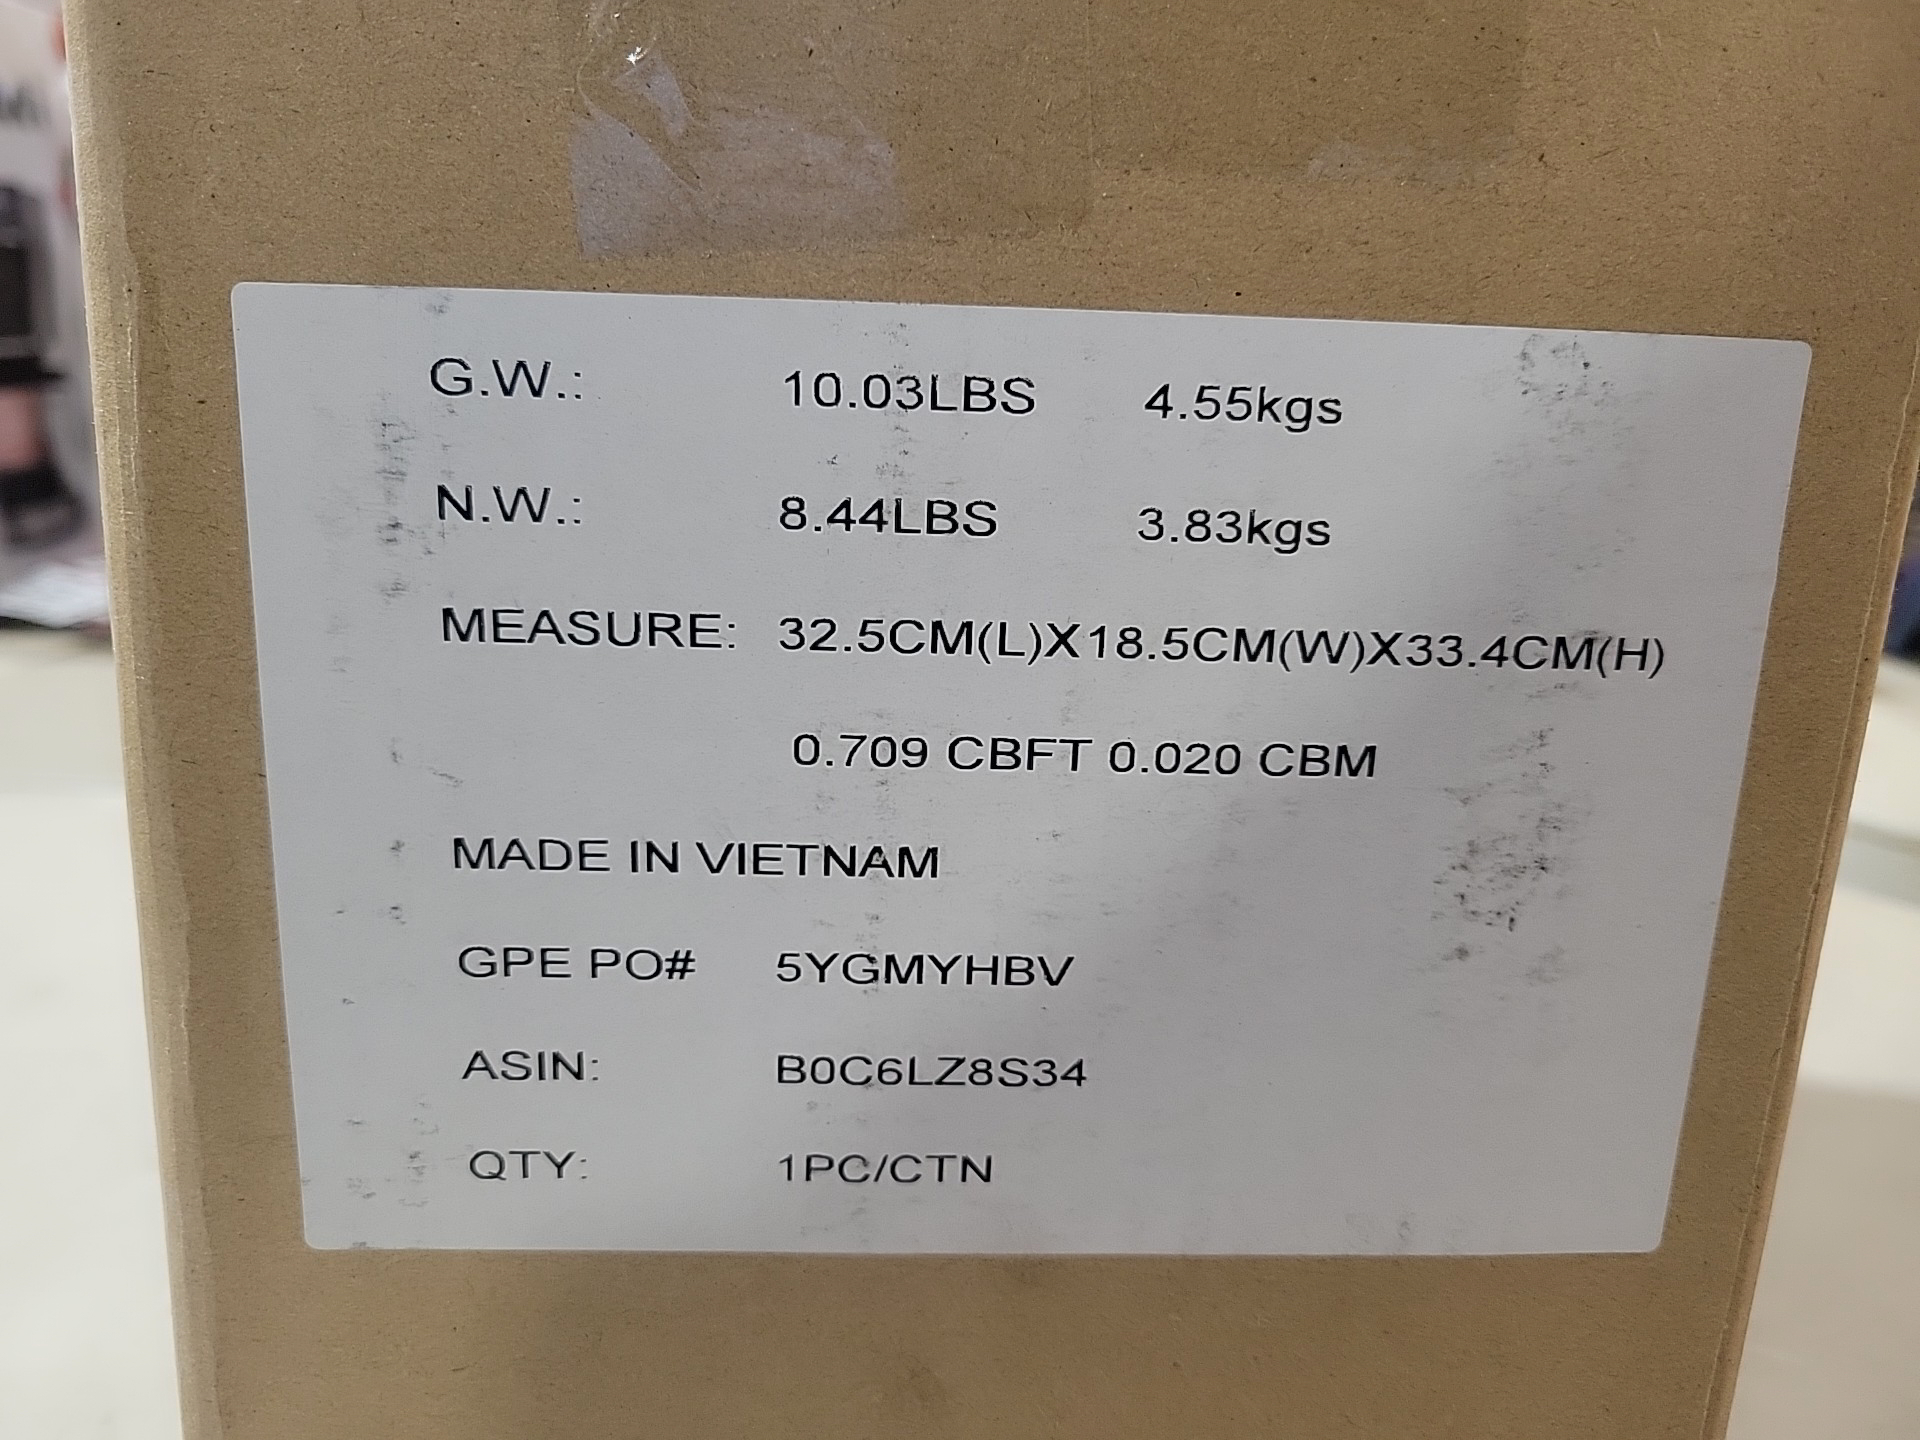 G.W.: 10.03LBS 4.55kgs
N.W.: 8.44LBS 3.83kgs
MEASURE: 32.5CM(L)X18.5CM(W)X33.4CM(H)
0.709 CBFT 0.020 CBM
MADE IN VIETNAM
GPE PO# 5YGMYHBV
ASIN: B0C6LZ8S34
QTY: 1PC/CTN